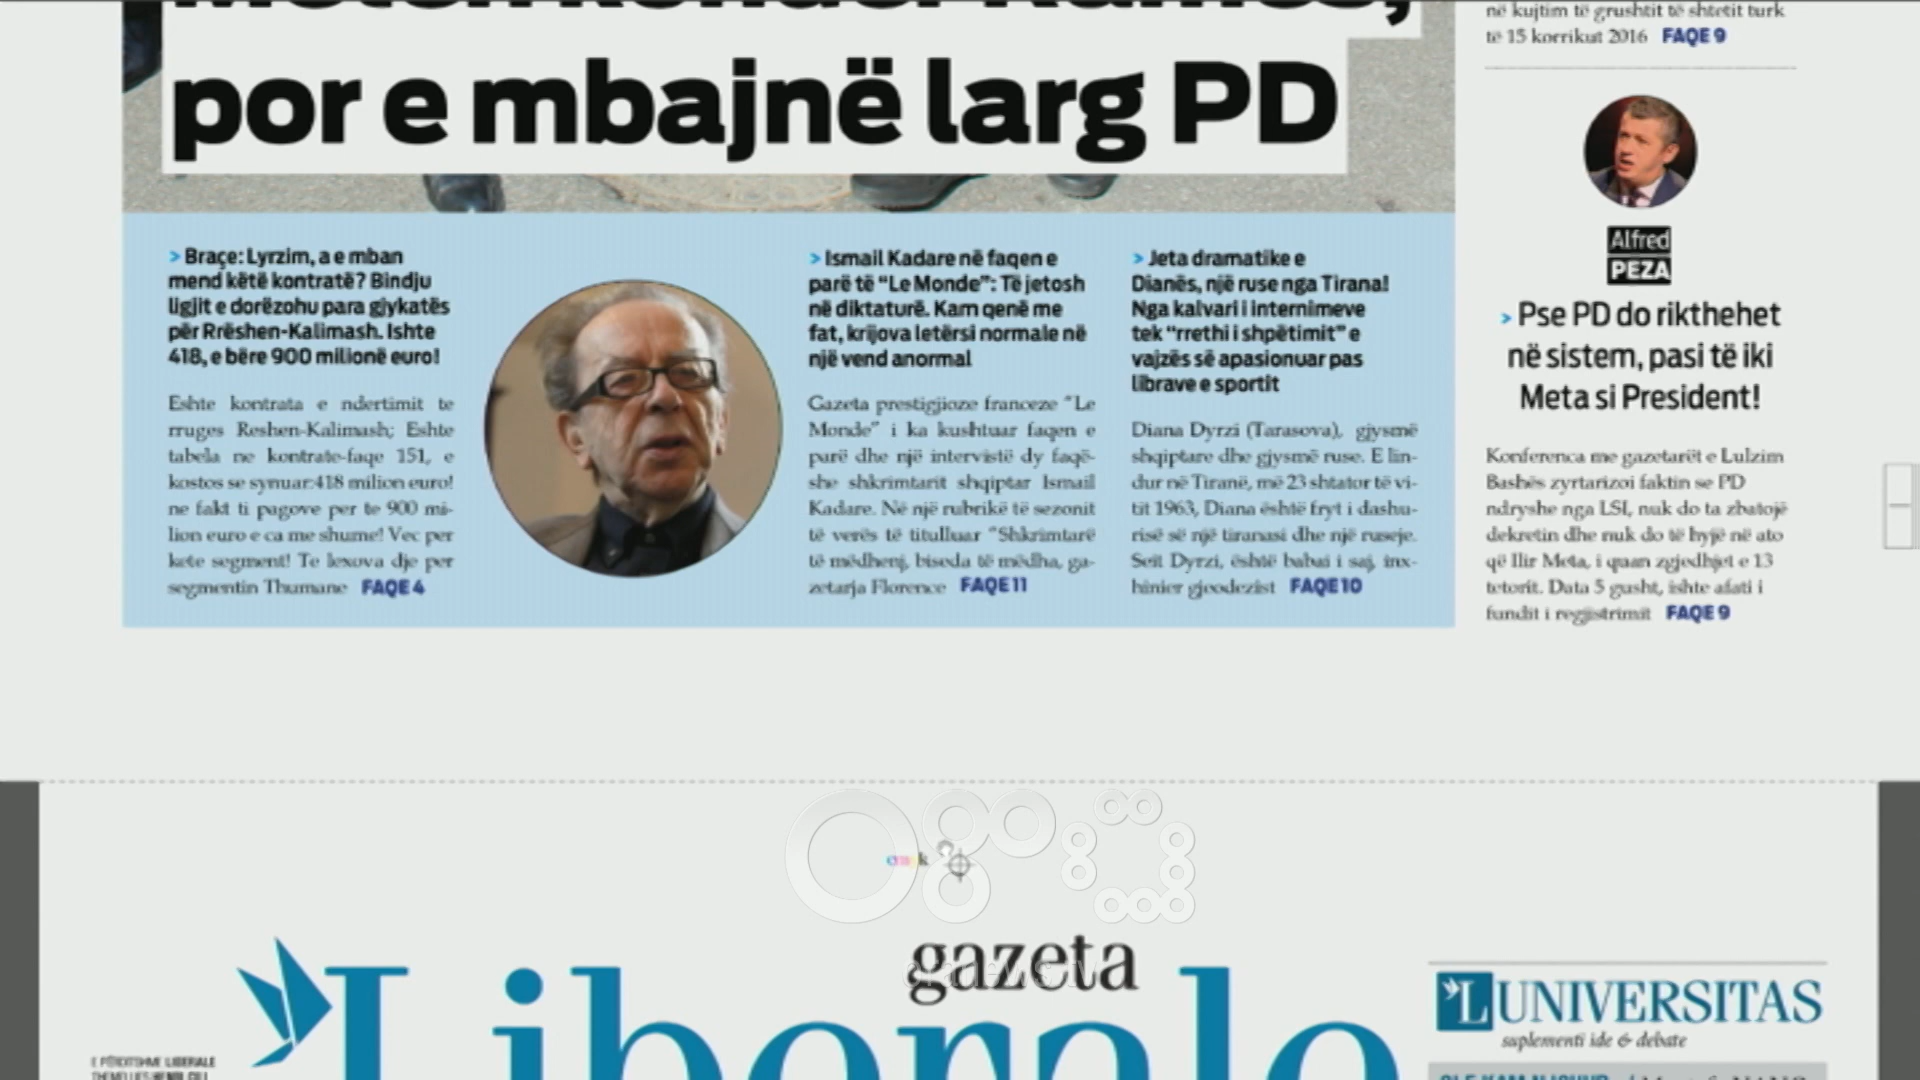 por e mbajnë larg PD
> Braçe: Lyrzim, a e mban
mend këtë kontratë? Bindju
ligjit e dorëzohu para gjykatës
për Rrëshen-Kalimash. Ishte
418, e bëre 900 milionë euro!
Eshte kontrata e ndertimit te
rruges Reshen-Kalimash; Eshte
tabela ne kontrate-faqe 151, e
kostos se synuar:418 milion euro!
ne fakt ti pagove per te 900 mi-
lion euro e ca me shume! Vec per
kete segment! Te lexova dje per
segmentin Thumane FAQE 4
> Ismail Kadare në faqen e
parë të “Le Monde”: Të jetosh
në diktaturë. Kam qenë me
fat, krijova letërsi normale në
një vend anormal
Gazeta prestigjioze franceze “Le
Monde” i ka kushtuar faqen e
parë dhe një intervistë dy faqë-
she shkrimtarit shqiptar Ismail
Kadare. Në një rubrikë të sezonit
të verës të titulluar “Shkrimtarë
të mëdhenj, biseda të mëdha, ga-
zetarja Florence FAQE 11
> Jeta dramatike e
Dianës, një ruse nga Tirana!
Nga kalvari i internimeve
tek “rrethi i shpëtimit” e
vajzës së apasionuar pas
librave e sportit
Diana Dyrzi (Tarasova), gjysmë
shqiptare dhe gjysmë ruse. E lin-
dur në Tiranë, më 23 shtator të vi-
tit 1963, Diana është fryt i dashu-
risë së një tiranasi dhe një ruseje.
Seit Dyrzi, është babai i saj, inx-
hinier gjeodezist FAQE 10
në kujtim të grushtit të shtetit turk
të 15 korrikut 2016 FAQE 9
Alfred
PEZA
> Pse PD do rikthehet
në sistem, pasi të iki
Meta si President!
Konferenca me gazetarët e Lulzim
Bashës zyrtarizoi faktin se PD
ndryshe nga LSI, nuk do ta zbatojë
dekretin dhe nuk do të hyjë në ato
që Ilir Meta, i quan zgjedhjet e 13
tetorit. Data 5 gusht, ishte afati i
fundit i regjistrimit FAQE 9
cmyk
gazeta
Liberale
E PËRDITSHME LIBERALE
L UNIVERSITAS
suplementi ide & debate